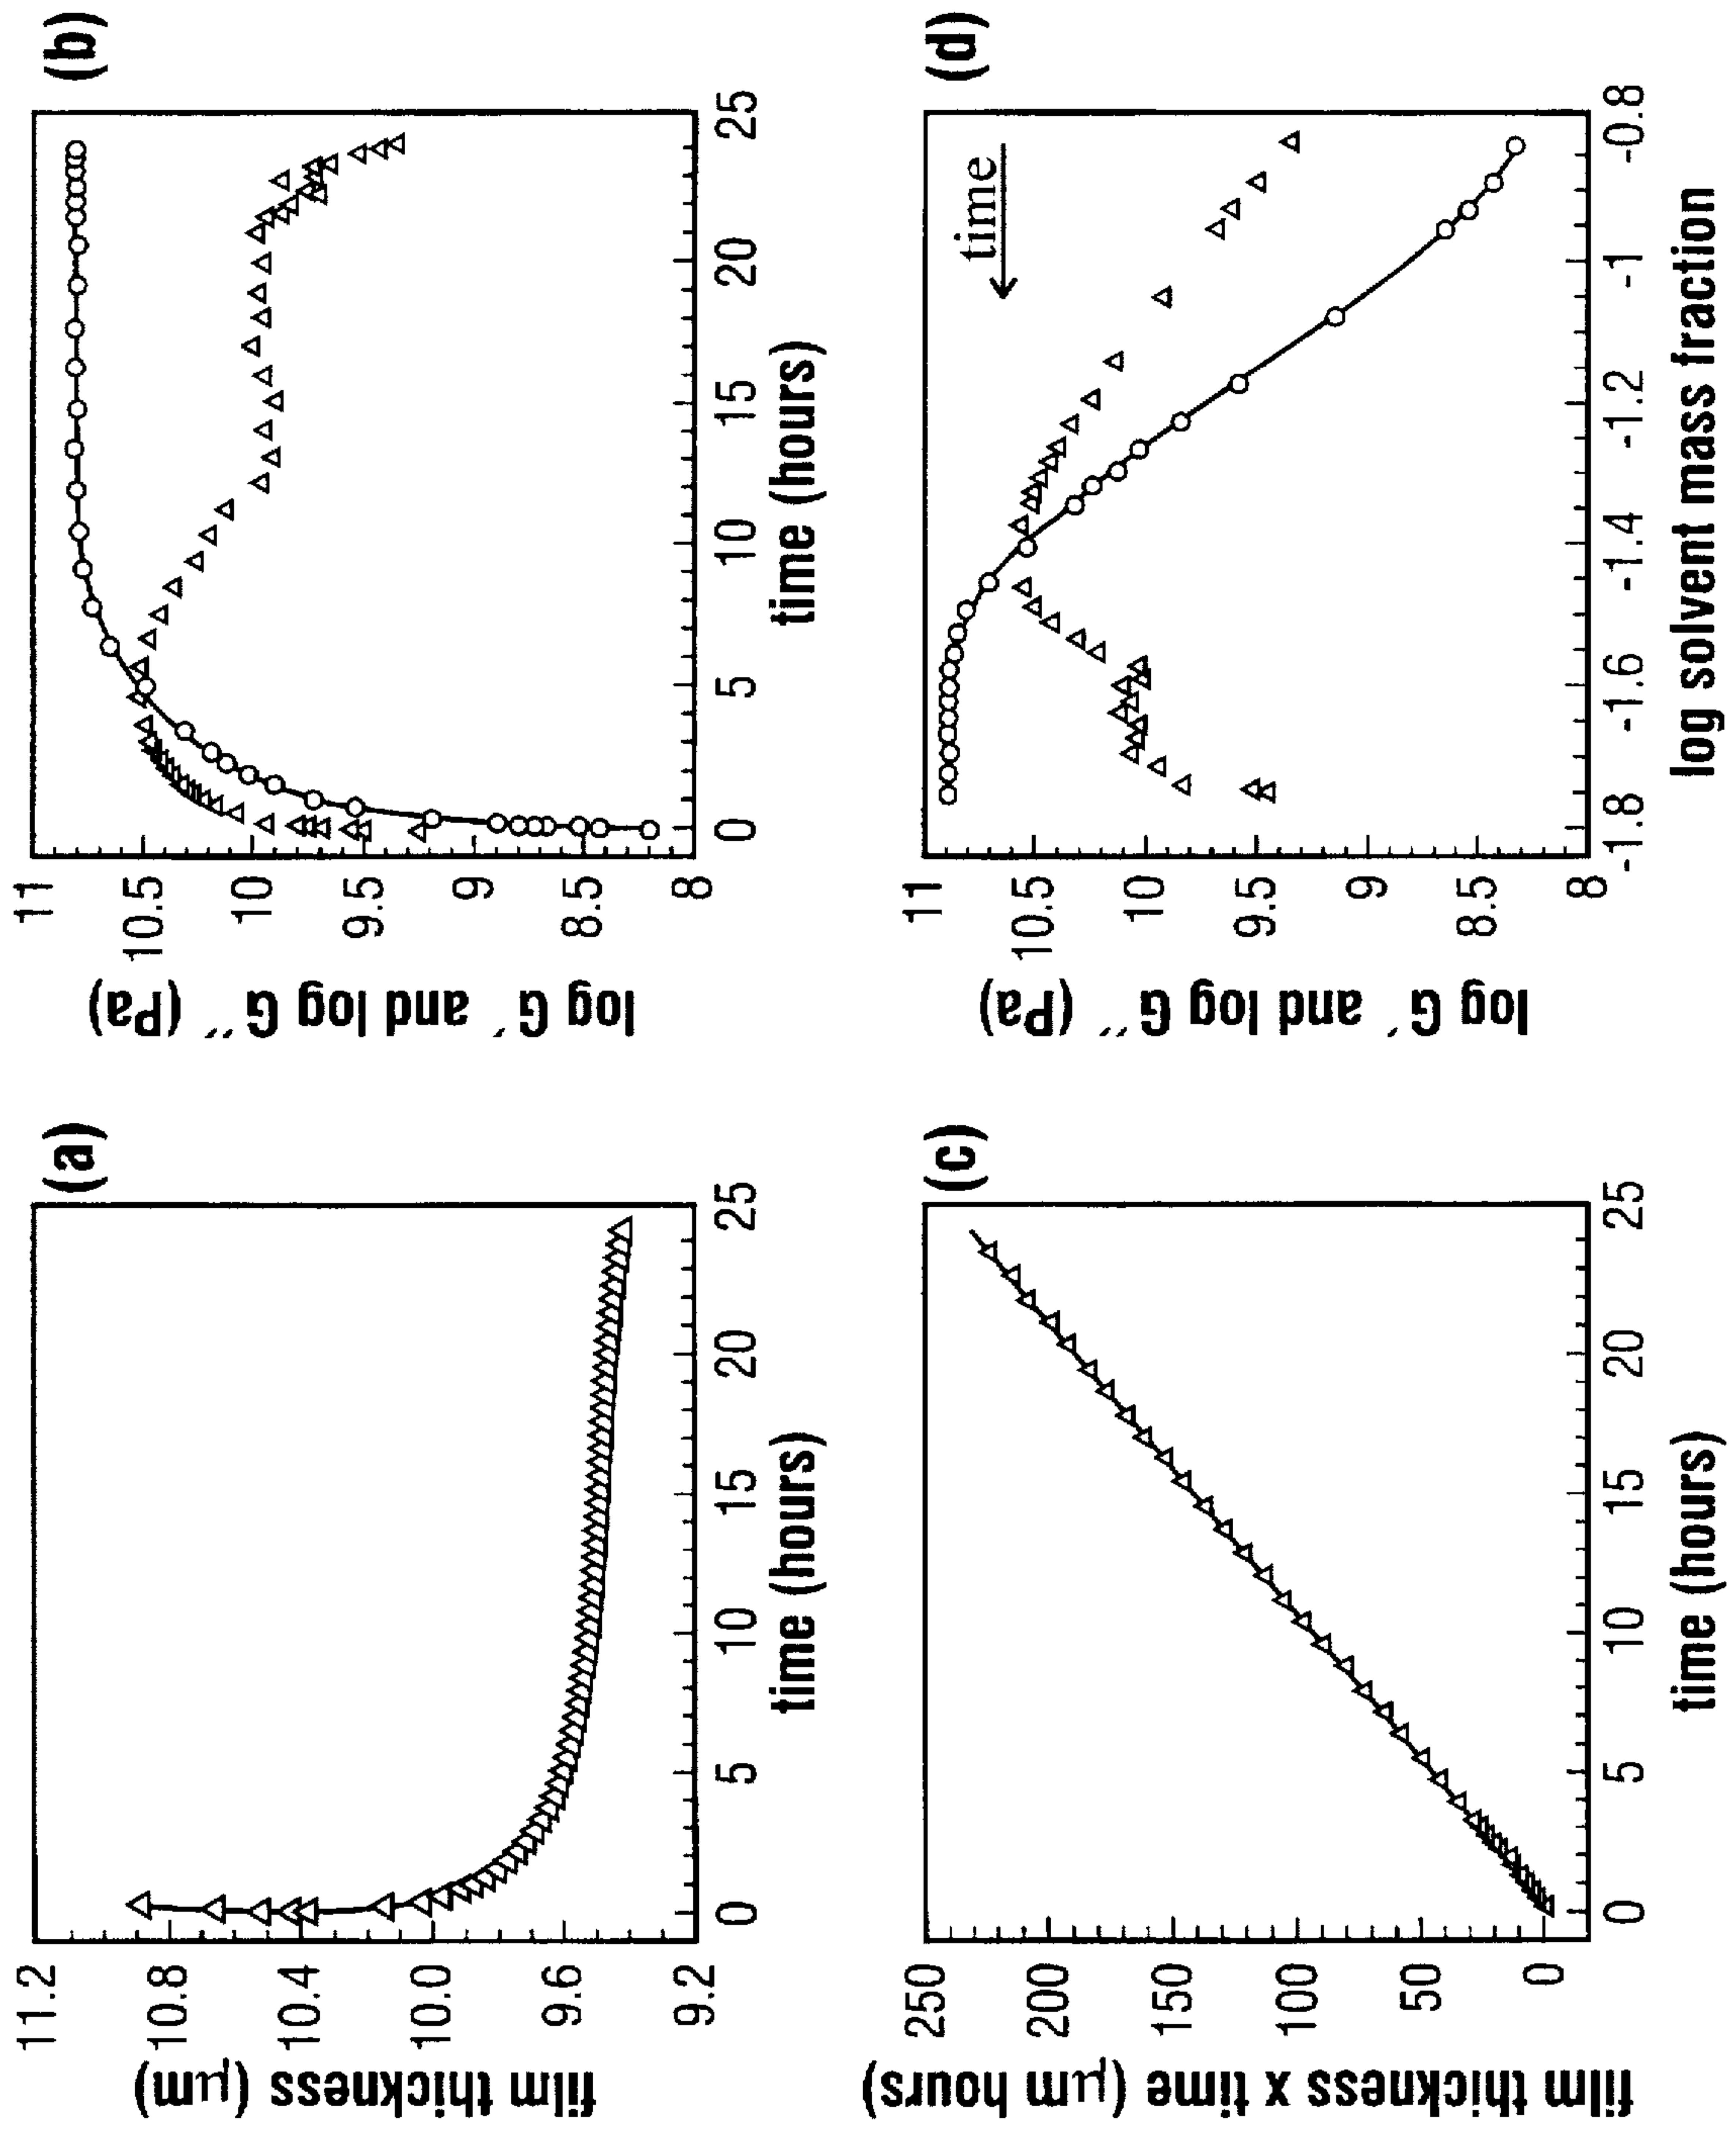 (a)
film thickness (μm)
11.2
10.8
10.4
10.0
9.6
9.2
0 5 10 15 20 25
time (hours)
(b)
log G′ and log G′′ (Pa)
11
10.5
10
9.5
9
8.5
8
0 5 10 15 20 25
time (hours)
(c)
film thickness x time (μm hours)
250
200
150
100
50
0
0 5 10 15 20 25
time (hours)
(d)
log G′ and log G′′ (Pa)
11
10.5
10
9.5
9
8.5
8
time
-1.8 -1.6 -1.4 -1.2 -1 -0.8
log solvent mass fraction